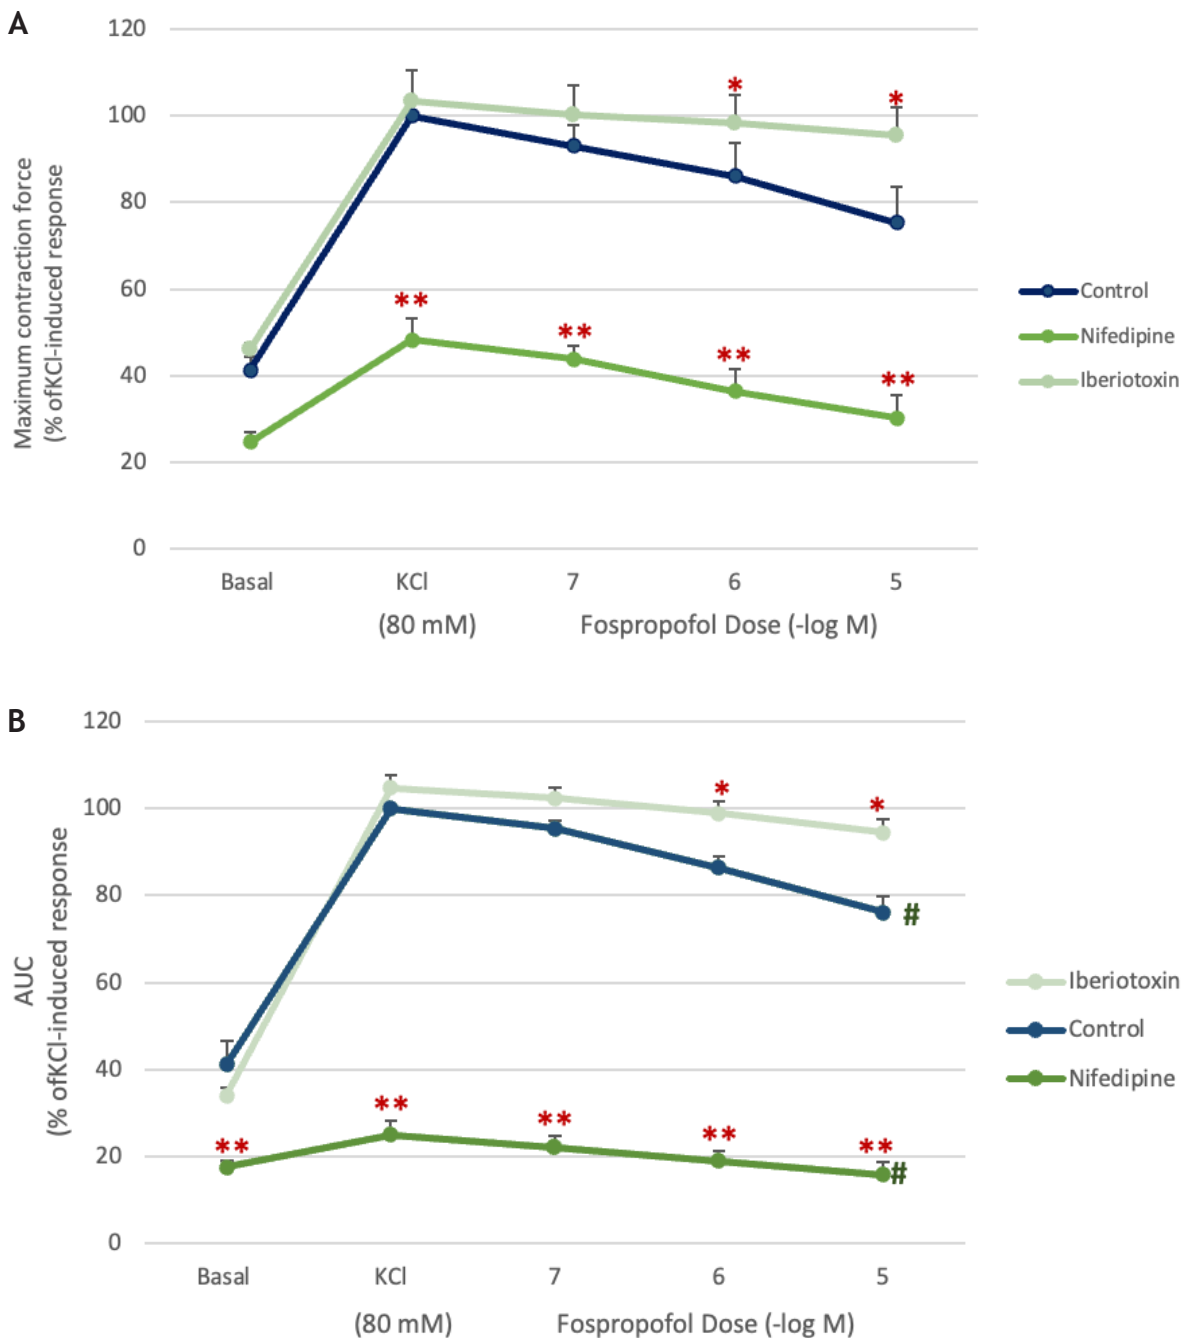 A
120
100
80
60
40
20
0
Maximum contraction force
(% ofKCl-induced response
**
**
**
**
*
*
Control
Nifedipine
Iberiotoxin
Basal
KCl
7
6
5
(80 mM)
Fospropofol Dose (-log M)
B
120
100
80
60
40
20
0
AUC
(% ofKCl-induced response
*
*
#
**
**
**
**
**
#
Iberiotoxin
Control
Nifedipine
Basal
KCl
7
6
5
(80 mM)
Fospropofol Dose (-log M)